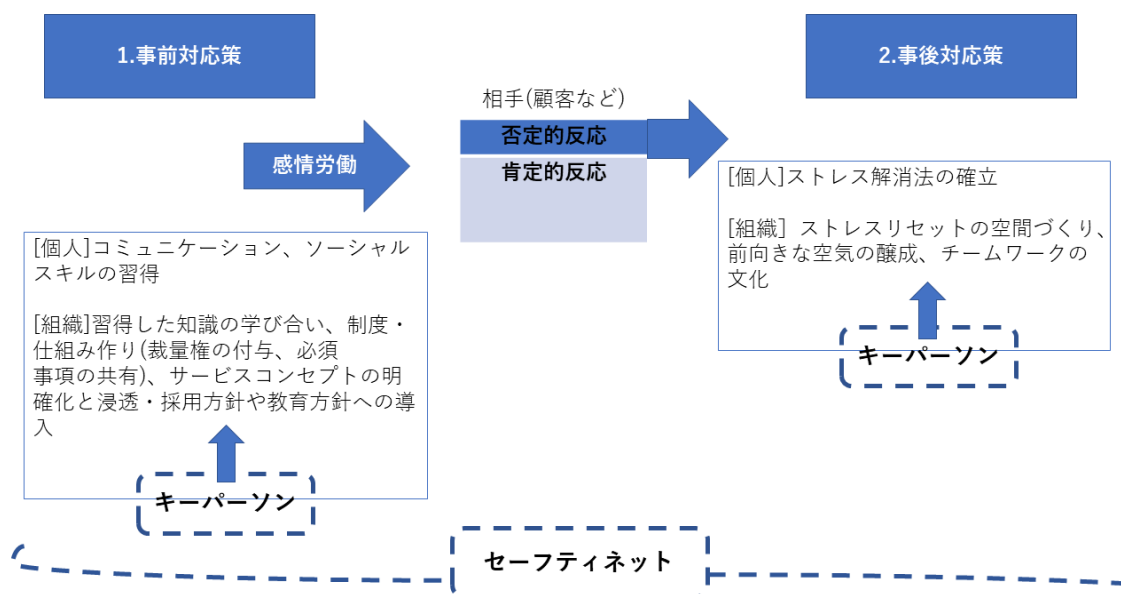 1.事前対応策
2.事後対応策
相手(顧客など)
否定的反応
感情労働
肯定的反応
[個人]ストレス解消法の確立
[組織] ストレスリセットの空間づくり、
前向きな空気の醸成、チームワークの
文化
キーパーソン
[個人]コミュニケーション、ソーシャル
スキルの習得
[組織]習得した知識の学び合い、制度・
仕組み作り(裁量権の付与、必須
事項の共有)、サービスコンセプトの明
確化と浸透・採用方針や教育方針への導
入
キーパーソン
セーフティネット